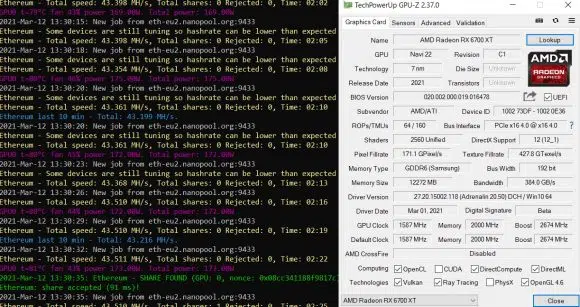 Ethereum - Total speed: 43.398 MH/s, Total shares: 0, Rejected: 0, Time: 02:02
GPU0 t=79°C fan 43% power 169.00W. Total power: 169.00W
2021-Mar-12 13:30:15: New job from eth-eu2.nanopool.org:9433
Ethereum - Some devices are still tuning so hashrate can be lower than expected
Ethereum - Total speed: 43.398 MH/s, Total shares: 0, Rejected: 0, Time: 02:05
2021-Mar-12 13:30:18: New job from eth-eu2.nanopool.org:9433
Ethereum - Some devices are still tuning so hashrate can be lower than expected
Ethereum - Total speed: 43.354 MH/s, Total shares: 0, Rejected: 0, Time: 02:08
GPU0 t=80°C fan 46% power 175.00W. Total power: 175.00W
2021-Mar-12 13:30:20: New job from eth-eu2.nanopool.org:9433
Ethereum - Some devices are still tuning so hashrate can be lower than expected
Ethereum - Total speed: 43.361 MH/s, Total shares: 0, Rejected: 0, Time: 02:10
Ethereum last 10 min - Total: 43.199 MH/s.
2021-Mar-12 13:30:20: New job from eth-eu2.nanopool.org:9433
Ethereum - Some devices are still tuning so hashrate can be lower than expected
Ethereum - Total speed: 43.361 MH/s, Total shares: 0, Rejected: 0, Time: 02:10
GPU0 t=80°C fan 46% power 172.00W. Total power: 172.00W
2021-Mar-12 13:30:23: New job from eth-eu2.nanopool.org:9433
Ethereum - Some devices are still tuning so hashrate can be lower than expected
Ethereum - Total speed: 43.361 MH/s, Total shares: 0, Rejected: 0, Time: 02:13
2021-Mar-12 13:30:26: New job from eth-eu2.nanopool.org:9433
Ethereum - Total speed: 43.510 MH/s, Total shares: 0, Rejected: 0, Time: 02:16
GPU0 t=80°C fan 44% power 172.00W. Total power: 172.00W
2021-Mar-12 13:30:29: New job from eth-eu2.nanopool.org:9433
Ethereum - Total speed: 43.510 MH/s, Total shares: 0, Rejected: 0, Time: 02:19
Ethereum last 10 min - Total: 43.216 MH/s.
2021-Mar-12 13:30:32: New job from eth-eu2.nanopool.org:9433
Ethereum - Total speed: 43.511 MH/s, Total shares: 0, Rejected: 0, Time: 02:22
GPU0 t=81°C fan 43% power 173.00W. Total power: 173.00W
2021-Mar-12 13:30:35: Ethereum - SHARE FOUND (GPU: 0, nonce:
Ethereum: share accepted (91 ms)!
2021-Mar-12 13:30:35: New job from eth-eu2.nanopool.org:9433
TechPowerUp GPU-Z 2.37.0
Graphics Card Sensors Advanced Validation
Name AMD Radeon RX 6700 XT Lookup
GPU Navi 22 Revision C1
Technology 7 nm Die Size Unknown
Release Date 2021 Transistors Unknown
AMD
RADEON
GRAPHICS
BIOS Version 020.002.000.019.016478 UEFI
Subvendor AMD/ATI Device ID 1002 73DF - 1002 0E36
ROPs/TMUs 64 / 160 Bus Interface PCIe x16 4.0 @ x16 4.0 ?
Shaders 2560 Unified DirectX Support 12 (12_1)
Pixel Fillrate 171.1 GPixel/s Texture Fillrate 427.8 GTexel/s
Memory Type GDDR6 (Samsung) Bus Width 192 bit
Memory Size 12272 MB Bandwidth 384.0 GB/s
Driver Version 27.20.15002.118 (Adrenalin 20.50) DCH / Win10 64
Driver Date Mar 01, 2021 Digital Signature Beta
GPU Clock 1587 MHz Memory 2000 MHz Boost 2674 MHz
Default Clock 1587 MHz Memory 2000 MHz Boost 2674 MHz
AMD CrossFire Disabled
Computing OpenCL CUDA DirectCompute DirectML
Technologies Vulkan Ray Tracing PhysX OpenGL 4.6
AMD Radeon RX 6700 XT Close